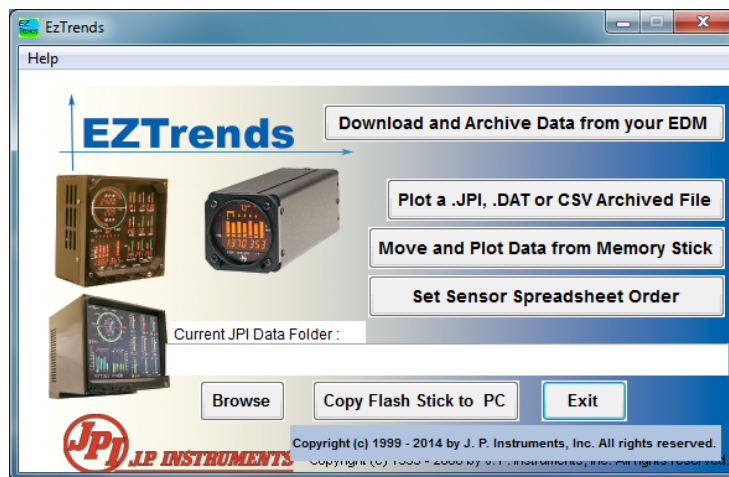 EzTrends
Help
EZTrends
Download and Archive Data from your EDM
Plot a .JPI, .DAT or CSV Archived File
Move and Plot Data from Memory Stick
Set Sensor Spreadsheet Order
Current JPI Data Folder :
Browse
Copy Flash Stick to PC
Exit
JPI
J.P INSTRUMENTS
Copyright (c) 1999 - 2014 by J. P. Instruments, Inc. All rights reserved.